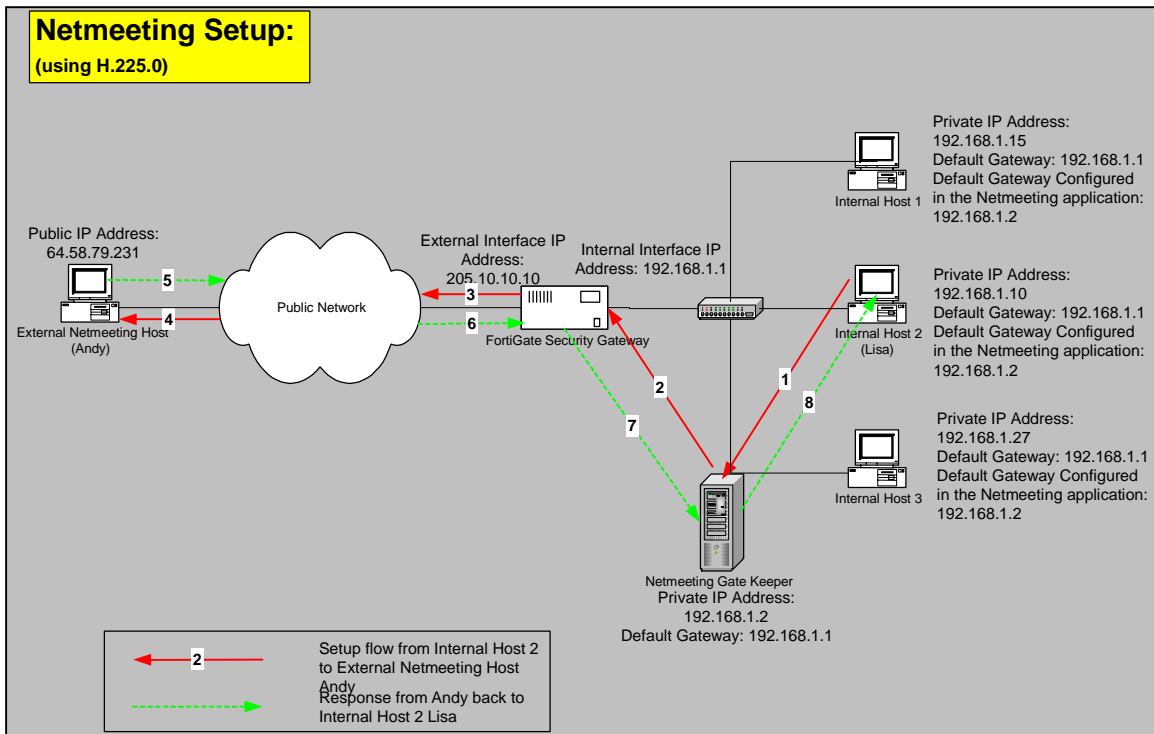 Netmeeting Setup:
(using H.225.0)
Private IP Address:
192.168.1.15
Default Gateway: 192.168.1.1
Default Gateway Configured
in the Netmeeting application:
192.168.1.2
Internal Host 1
Public IP Address:
64.58.79.231
External Netmeeting Host
(Andy)
5
4
Public Network
External Interface IP
Address:
205.10.10.10
3
6
FortiGate Security Gateway
Internal Interface IP
Address: 192.168.1.1
Private IP Address:
192.168.1.10
Default Gateway: 192.168.1.1
Default Gateway Configured
in the Netmeeting application:
192.168.1.2
Internal Host 2
(Lisa)
2
1
7
8
Private IP Address:
192.168.1.27
Default Gateway: 192.168.1.1
Default Gateway Configured
in the Netmeeting application:
192.168.1.2
Internal Host 3
Netmeeting Gate Keeper
Private IP Address:
192.168.1.2
Default Gateway: 192.168.1.1
2
Setup flow from Internal Host 2
to External Netmeeting Host
Andy
Response from Andy back to
Internal Host 2 Lisa